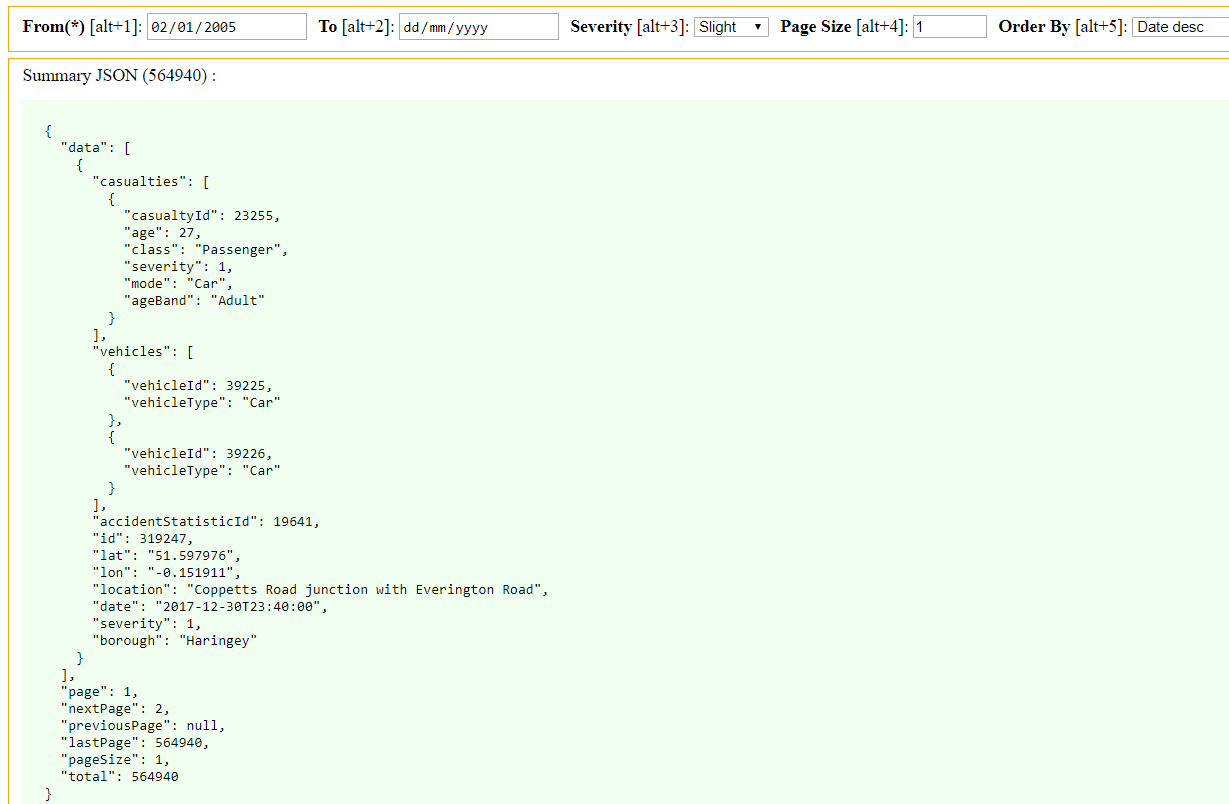 From(*) [alt+1]: 02/01/2005 To [alt+2]: dd/mm/yyyy Severity [alt+3]: Slight Page Size [alt+4]: 1 Order By [alt+5]: Date desc
Summary JSON (564940) :
{
  "data": [
    {
      "casualties": [
        {
          "casualtyId": 23255,
          "age": 27,
          "class": "Passenger",
          "severity": 1,
          "mode": "Car",
          "ageBand": "Adult"
        }
      ],
      "vehicles": [
        {
          "vehicleId": 39225,
          "vehicleType": "Car"
        },
        {
          "vehicleId": 39226,
          "vehicleType": "Car"
        }
      ],
      "accidentStatisticId": 19641,
      "id": 319247,
      "lat": "51.597976",
      "lon": "-0.151911",
      "location": "Coppetts Road junction with Everington Road",
      "date": "2017-12-30T23:40:00",
      "severity": 1,
      "borough": "Haringey"
    }
  ],
  "page": 1,
  "nextPage": 2,
  "previousPage": null,
  "lastPage": 564940,
  "pageSize": 1,
  "total": 564940
}